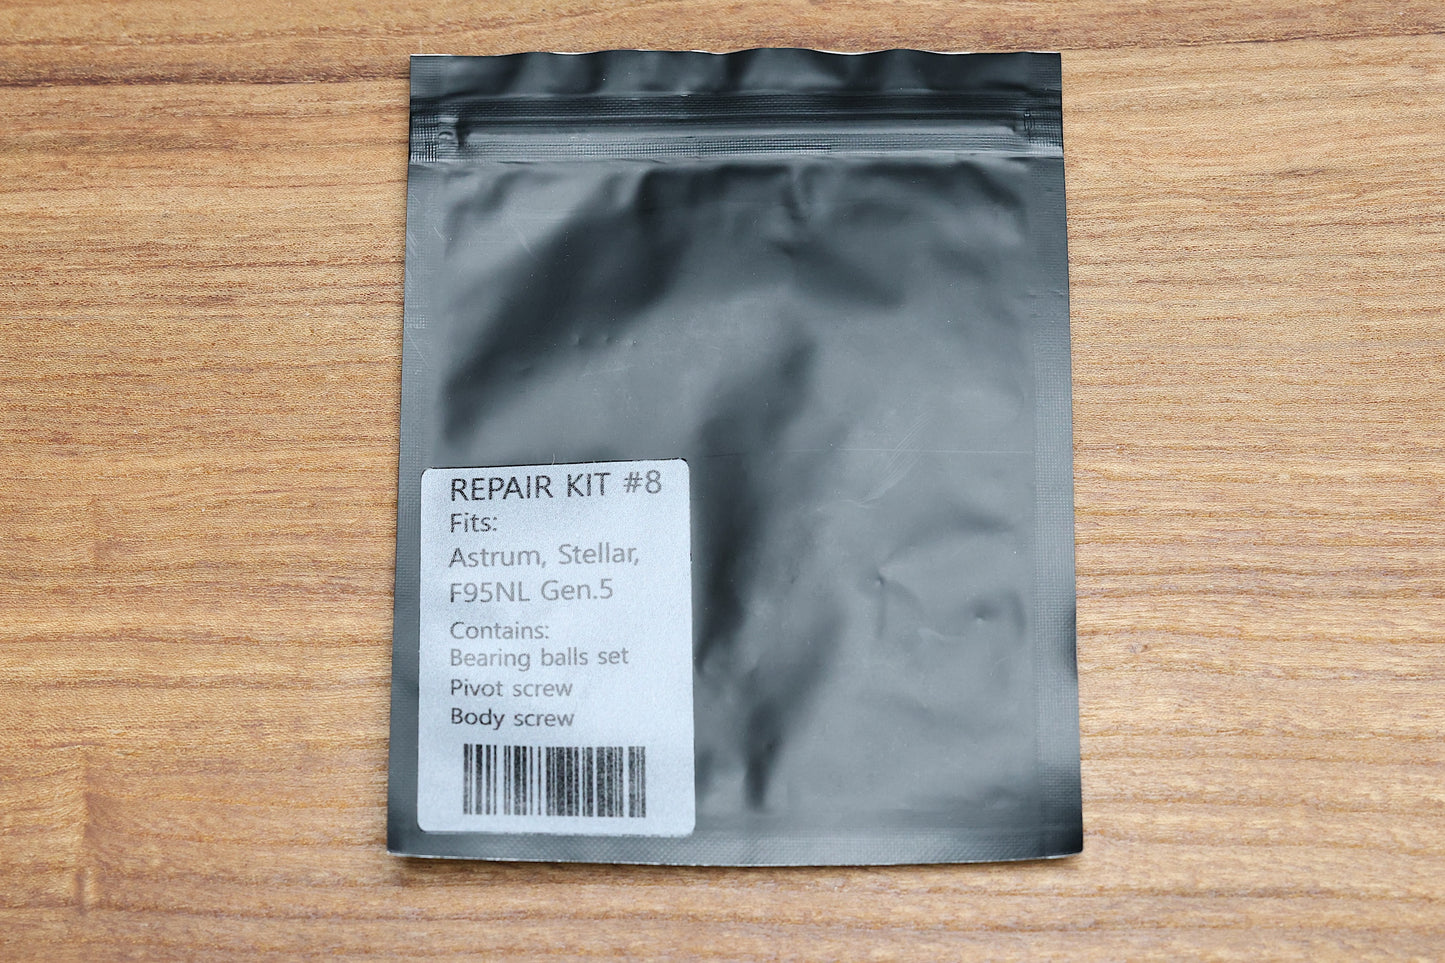 REPAIR KIT #8
Fits:
Astrum, Stellar,
F95NL Gen.5
Contains:
Bearing balls set
Pivot screw
Body screw